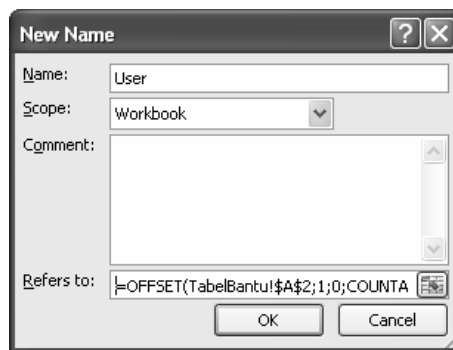 New Name
Name: User
Scope: Workbook
Comment:
Refers to: =OFFSET(TabelBantu!$A$2;1;0;COUNTA
OK Cancel